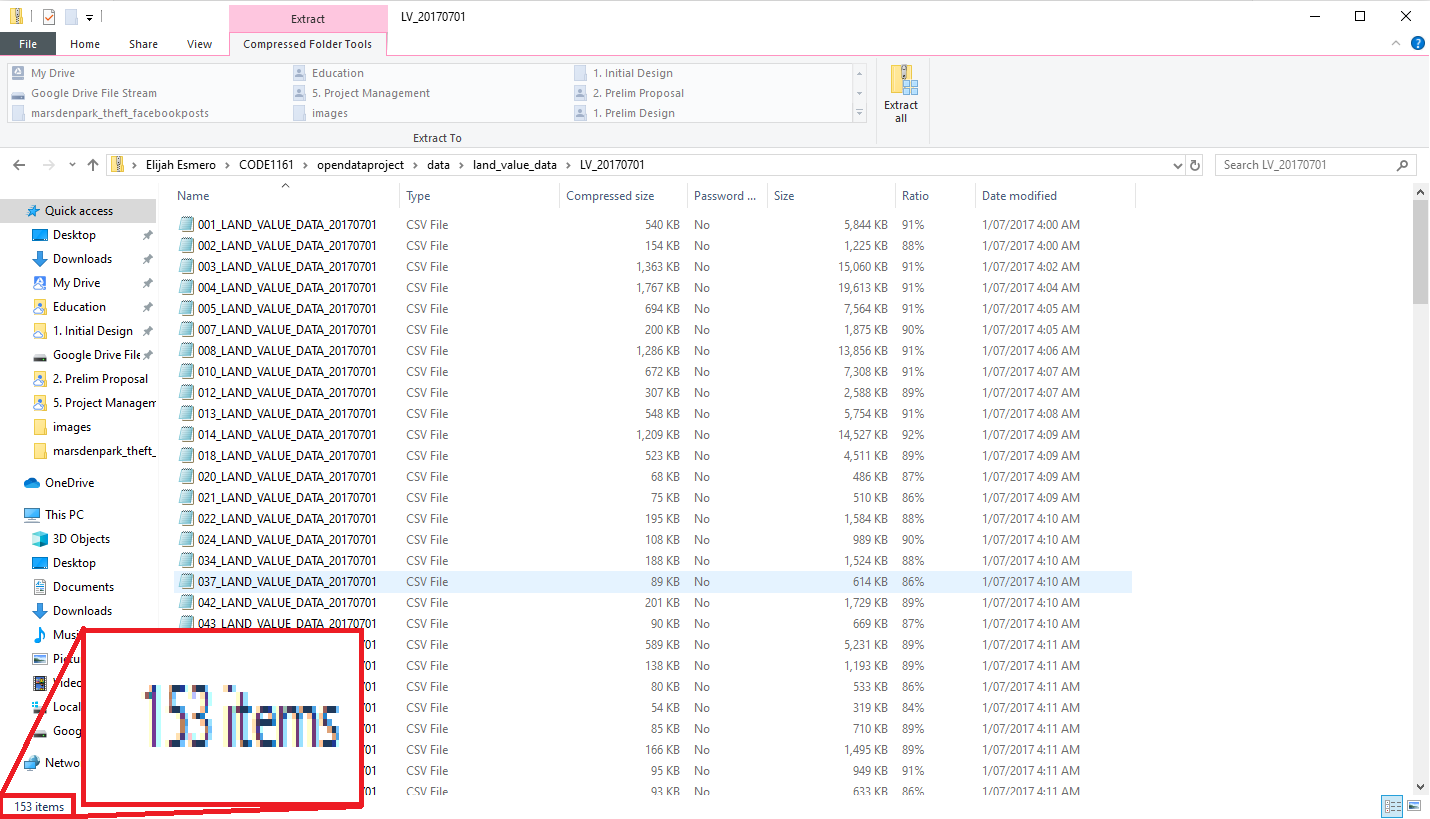 Extract
LV_20170701
File
Home
Share
View
Compressed Folder Tools
My Drive
Google Drive File Stream
marsdenpark_theft_facebookposts
Education
5. Project Management
images
1. Initial Design
2. Prelim Proposal
1. Prelim Design
Extract all
Extract To
Elijah Esmero > CODE1161 > opendataproject > data > land_value_data > LV_20170701
Search LV_20170701
Quick access
Desktop
Downloads
My Drive
Education
1. Initial Design
Google Drive File
2. Prelim Proposal
5. Project Managem
images
marsdenpark_theft_
OneDrive
This PC
3D Objects
Desktop
Documents
Downloads
Musi
Pictu
Video
Local
Goog
Netwo
153 items
Name Type Compressed size Password ... Size Ratio Date modified
001_LAND_VALUE_DATA_20170701 CSV File 540 KB No 5,844 KB 91% 1/07/2017 4:00 AM
002_LAND_VALUE_DATA_20170701 CSV File 154 KB No 1,225 KB 88% 1/07/2017 4:00 AM
003_LAND_VALUE_DATA_20170701 CSV File 1,363 KB No 15,060 KB 91% 1/07/2017 4:02 AM
004_LAND_VALUE_DATA_20170701 CSV File 1,767 KB No 19,613 KB 91% 1/07/2017 4:04 AM
005_LAND_VALUE_DATA_20170701 CSV File 694 KB No 7,564 KB 91% 1/07/2017 4:05 AM
007_LAND_VALUE_DATA_20170701 CSV File 200 KB No 1,875 KB 90% 1/07/2017 4:05 AM
008_LAND_VALUE_DATA_20170701 CSV File 1,286 KB No 13,856 KB 91% 1/07/2017 4:06 AM
010_LAND_VALUE_DATA_20170701 CSV File 672 KB No 7,308 KB 91% 1/07/2017 4:07 AM
012_LAND_VALUE_DATA_20170701 CSV File 307 KB No 2,588 KB 89% 1/07/2017 4:07 AM
013_LAND_VALUE_DATA_20170701 CSV File 548 KB No 5,754 KB 91% 1/07/2017 4:08 AM
014_LAND_VALUE_DATA_20170701 CSV File 1,209 KB No 14,527 KB 92% 1/07/2017 4:09 AM
018_LAND_VALUE_DATA_20170701 CSV File 523 KB No 4,511 KB 89% 1/07/2017 4:09 AM
020_LAND_VALUE_DATA_20170701 CSV File 68 KB No 486 KB 87% 1/07/2017 4:09 AM
021_LAND_VALUE_DATA_20170701 CSV File 75 KB No 510 KB 86% 1/07/2017 4:09 AM
022_LAND_VALUE_DATA_20170701 CSV File 195 KB No 1,584 KB 88% 1/07/2017 4:10 AM
024_LAND_VALUE_DATA_20170701 CSV File 108 KB No 989 KB 90% 1/07/2017 4:10 AM
034_LAND_VALUE_DATA_20170701 CSV File 188 KB No 1,524 KB 88% 1/07/2017 4:10 AM
037_LAND_VALUE_DATA_20170701 CSV File 89 KB No 614 KB 86% 1/07/2017 4:10 AM
042_LAND_VALUE_DATA_20170701 CSV File 201 KB No 1,729 KB 89% 1/07/2017 4:10 AM
043_LAND_VALUE_DATA_20170701 CSV File 90 KB No 669 KB 87% 1/07/2017 4:10 AM
01 CSV File 589 KB No 5,231 KB 89% 1/07/2017 4:11 AM
01 CSV File 138 KB No 1,193 KB 89% 1/07/2017 4:11 AM
01 CSV File 80 KB No 533 KB 86% 1/07/2017 4:11 AM
01 CSV File 54 KB No 319 KB 84% 1/07/2017 4:11 AM
01 CSV File 85 KB No 710 KB 89% 1/07/2017 4:11 AM
01 CSV File 166 KB No 1,495 KB 89% 1/07/2017 4:11 AM
01 CSV File 95 KB No 949 KB 91% 1/07/2017 4:11 AM
01 CSV File 93 KB No 633 KB 86% 1/07/2017 4:11 AM
153 items